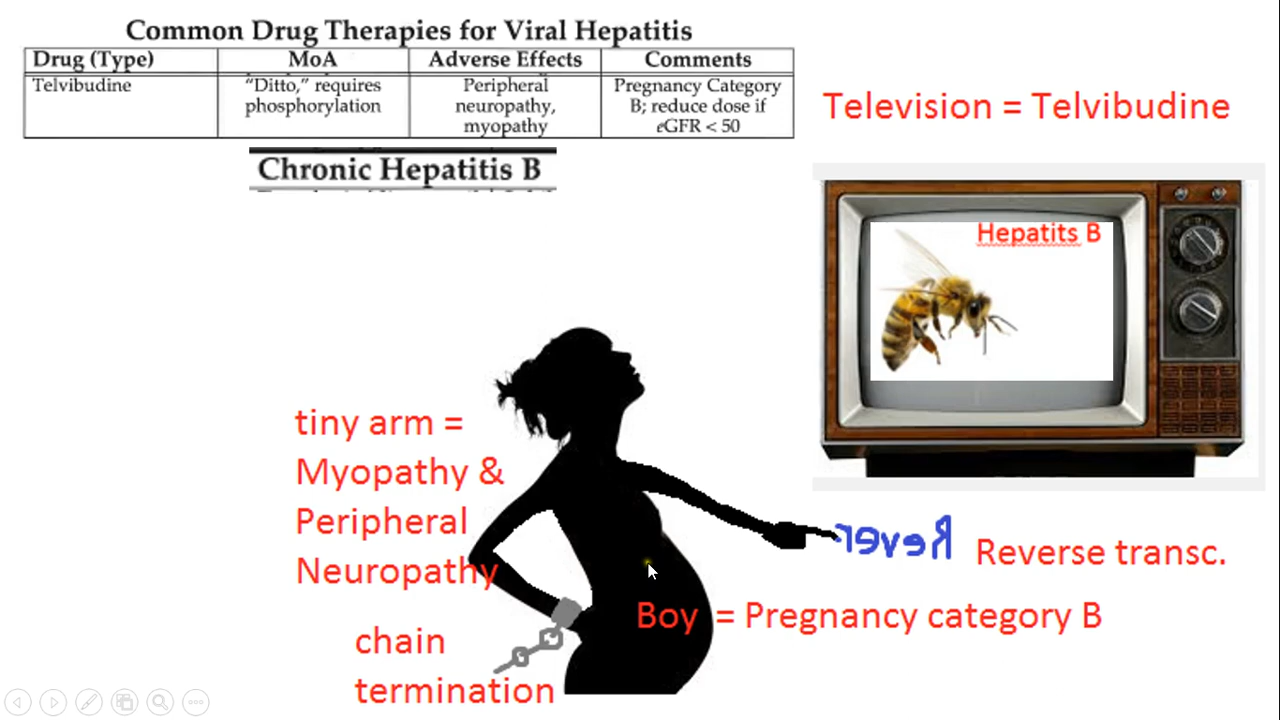 Common Drug Therapies for Viral Hepatitis
Drug (Type) MoA Adverse Effects Comments
Telvibudine "Ditto," requires Peripheral Pregnancy Category
phosphorylation neuropathy, B; reduce dose if
myopathy eGFR < 50
Chronic Hepatitis B
Television = Telvibudine
Hepatits B
tiny arm =
Myopathy &
Peripheral
Neuropathy
Rever
Reverse transc.
Boy = Pregnancy category B
chain
termination